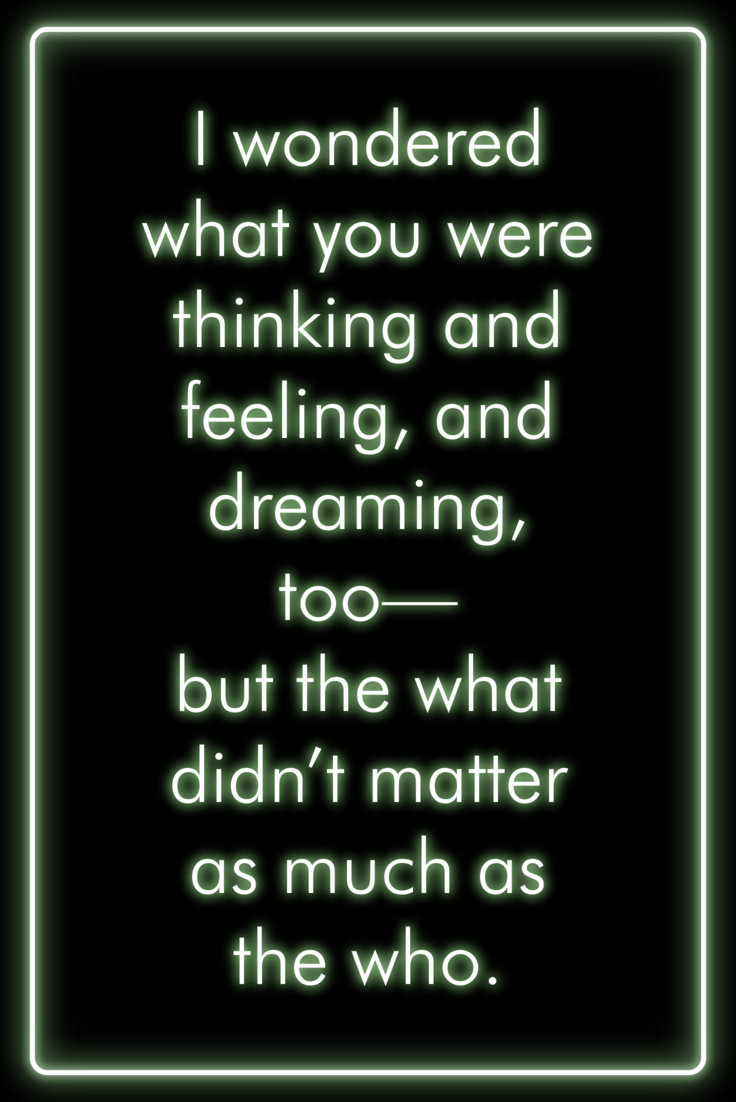 I wondered
what you were
thinking and
feeling, and
dreaming,
too—
but the what
didn’t matter
as much as
the who.